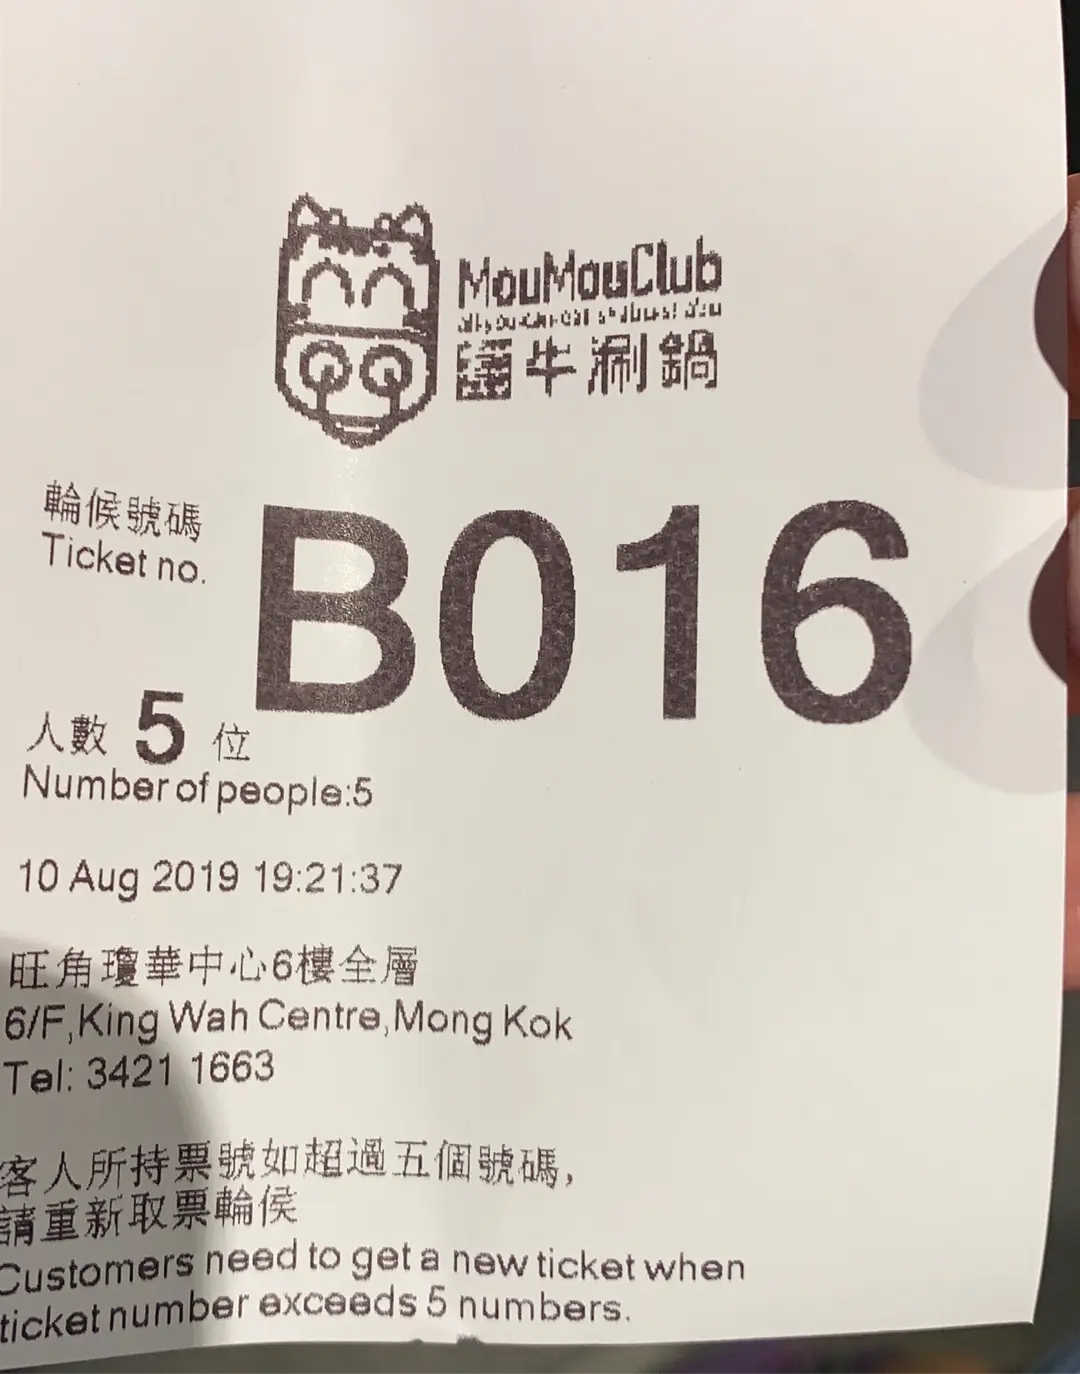 MouMouClub
牛涮鍋
輪候號碼
Ticket no.
B016
人數 5 位
Number of people:5
10 Aug 2019 19:21:37
旺角瓊華中心6樓全層
6/F,King Wah Centre,Mong Kok
Tel: 3421 1663
客人所持票號如超過五個號碼,
請重新取票輪侯
Customers need to get a new ticket when
ticket number exceeds 5 numbers.